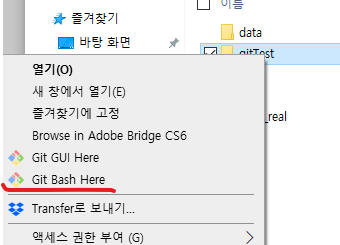 이름
즐겨찾기
data
바탕 화면
gitTest
열기(O)
새 창에서 열기(E)
즐겨찾기에 고정
_real
Browse in Adobe Bridge CS6
Git GUI Here
Git Bash Here
Transfer로 보내기...
액세스 권한 부여 (G)